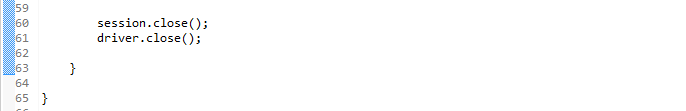 59
60 session.close();
61 driver.close();
62
63 }
64
65 }